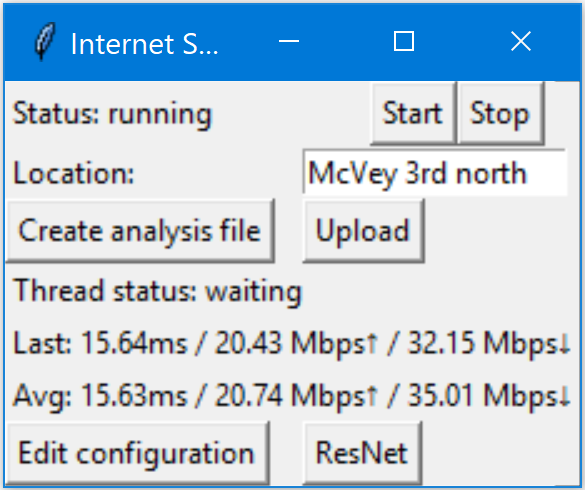 Internet S...
Status: running Start Stop
Location: McVey 3rd north
Create analysis file Upload
Thread status: waiting
Last: 15.64ms / 20.43 Mbps↑ / 32.15 Mbps↓
Avg: 15.63ms / 20.74 Mbps↑ / 35.01 Mbps↓
Edit configuration ResNet